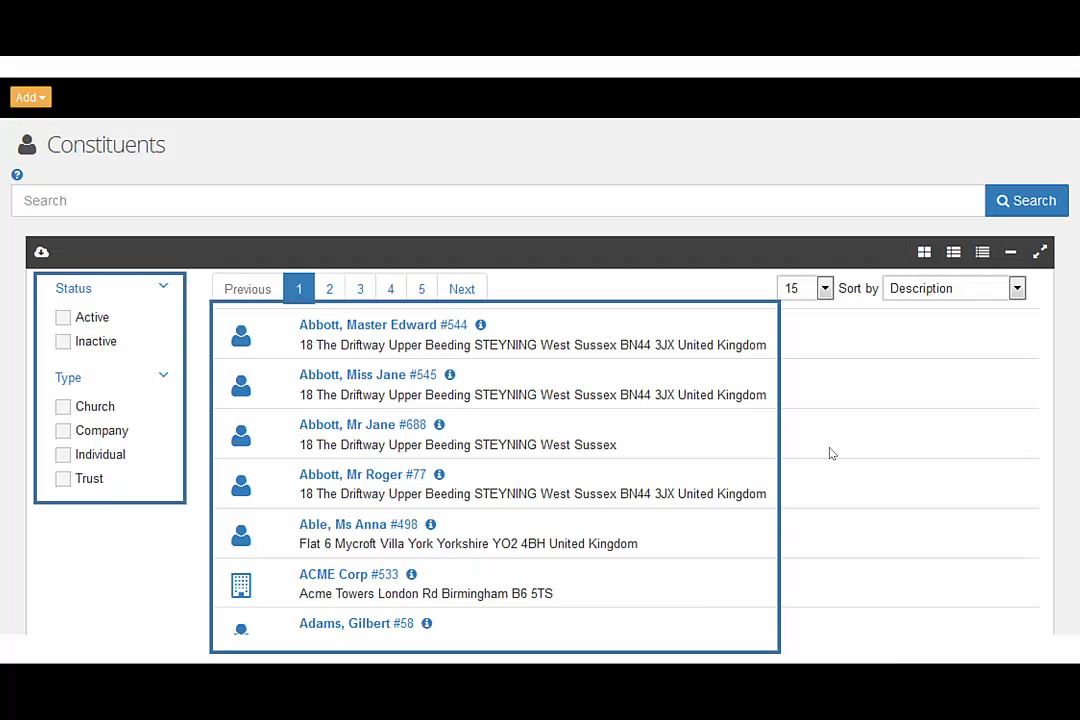 Add
Constituents
Search
Search
Status
Active
Inactive
Type
Church
Company
Individual
Trust
Previous 1 2 3 4 5 Next
15 Sort by Description
Abbott, Master Edward #544
18 The Driftway Upper Beeding STEYNING West Sussex BN44 3JX United Kingdom
Abbott, Miss Jane #545
18 The Driftway Upper Beeding STEYNING West Sussex BN44 3JX United Kingdom
Abbott, Mr Jane #688
18 The Driftway Upper Beeding STEYNING West Sussex
Abbott, Mr Roger #77
18 The Driftway Upper Beeding STEYNING West Sussex BN44 3JX United Kingdom
Able, Ms Anna #498
Flat 6 Mycroft Villa York Yorkshire YO2 4BH United Kingdom
ACME Corp #533
Acme Towers London Rd Birmingham B6 5TS
Adams, Gilbert #58